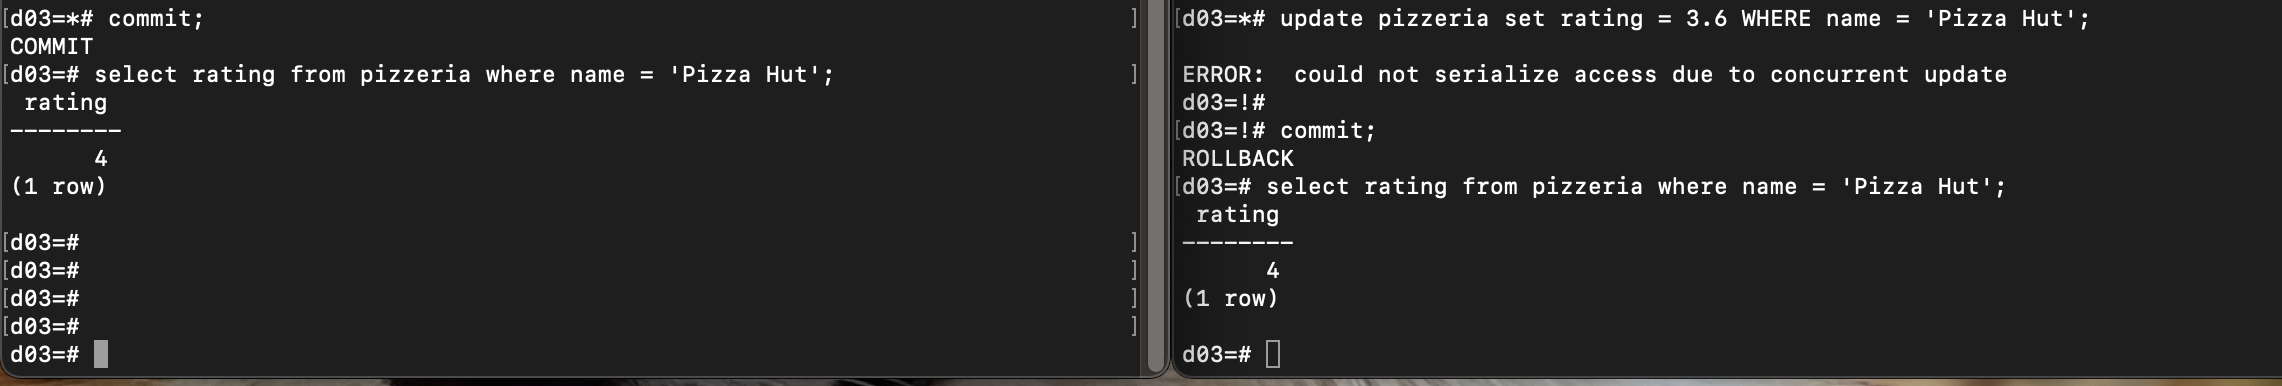 [d03=*# commit; ]
COMMIT
[d03=# select rating from pizzeria where name = 'Pizza Hut'; ]
 rating
--------
      4
(1 row)

[d03=# ]
[d03=# ]
[d03=# ]
[d03=# ]
d03=#
[d03=*# update pizzeria set rating = 3.6 WHERE name = 'Pizza Hut';

ERROR:  could not serialize access due to concurrent update
d03=!#
[d03=!# commit;
ROLLBACK
[d03=# select rating from pizzeria where name = 'Pizza Hut';
 rating
--------
      4
(1 row)

d03=#